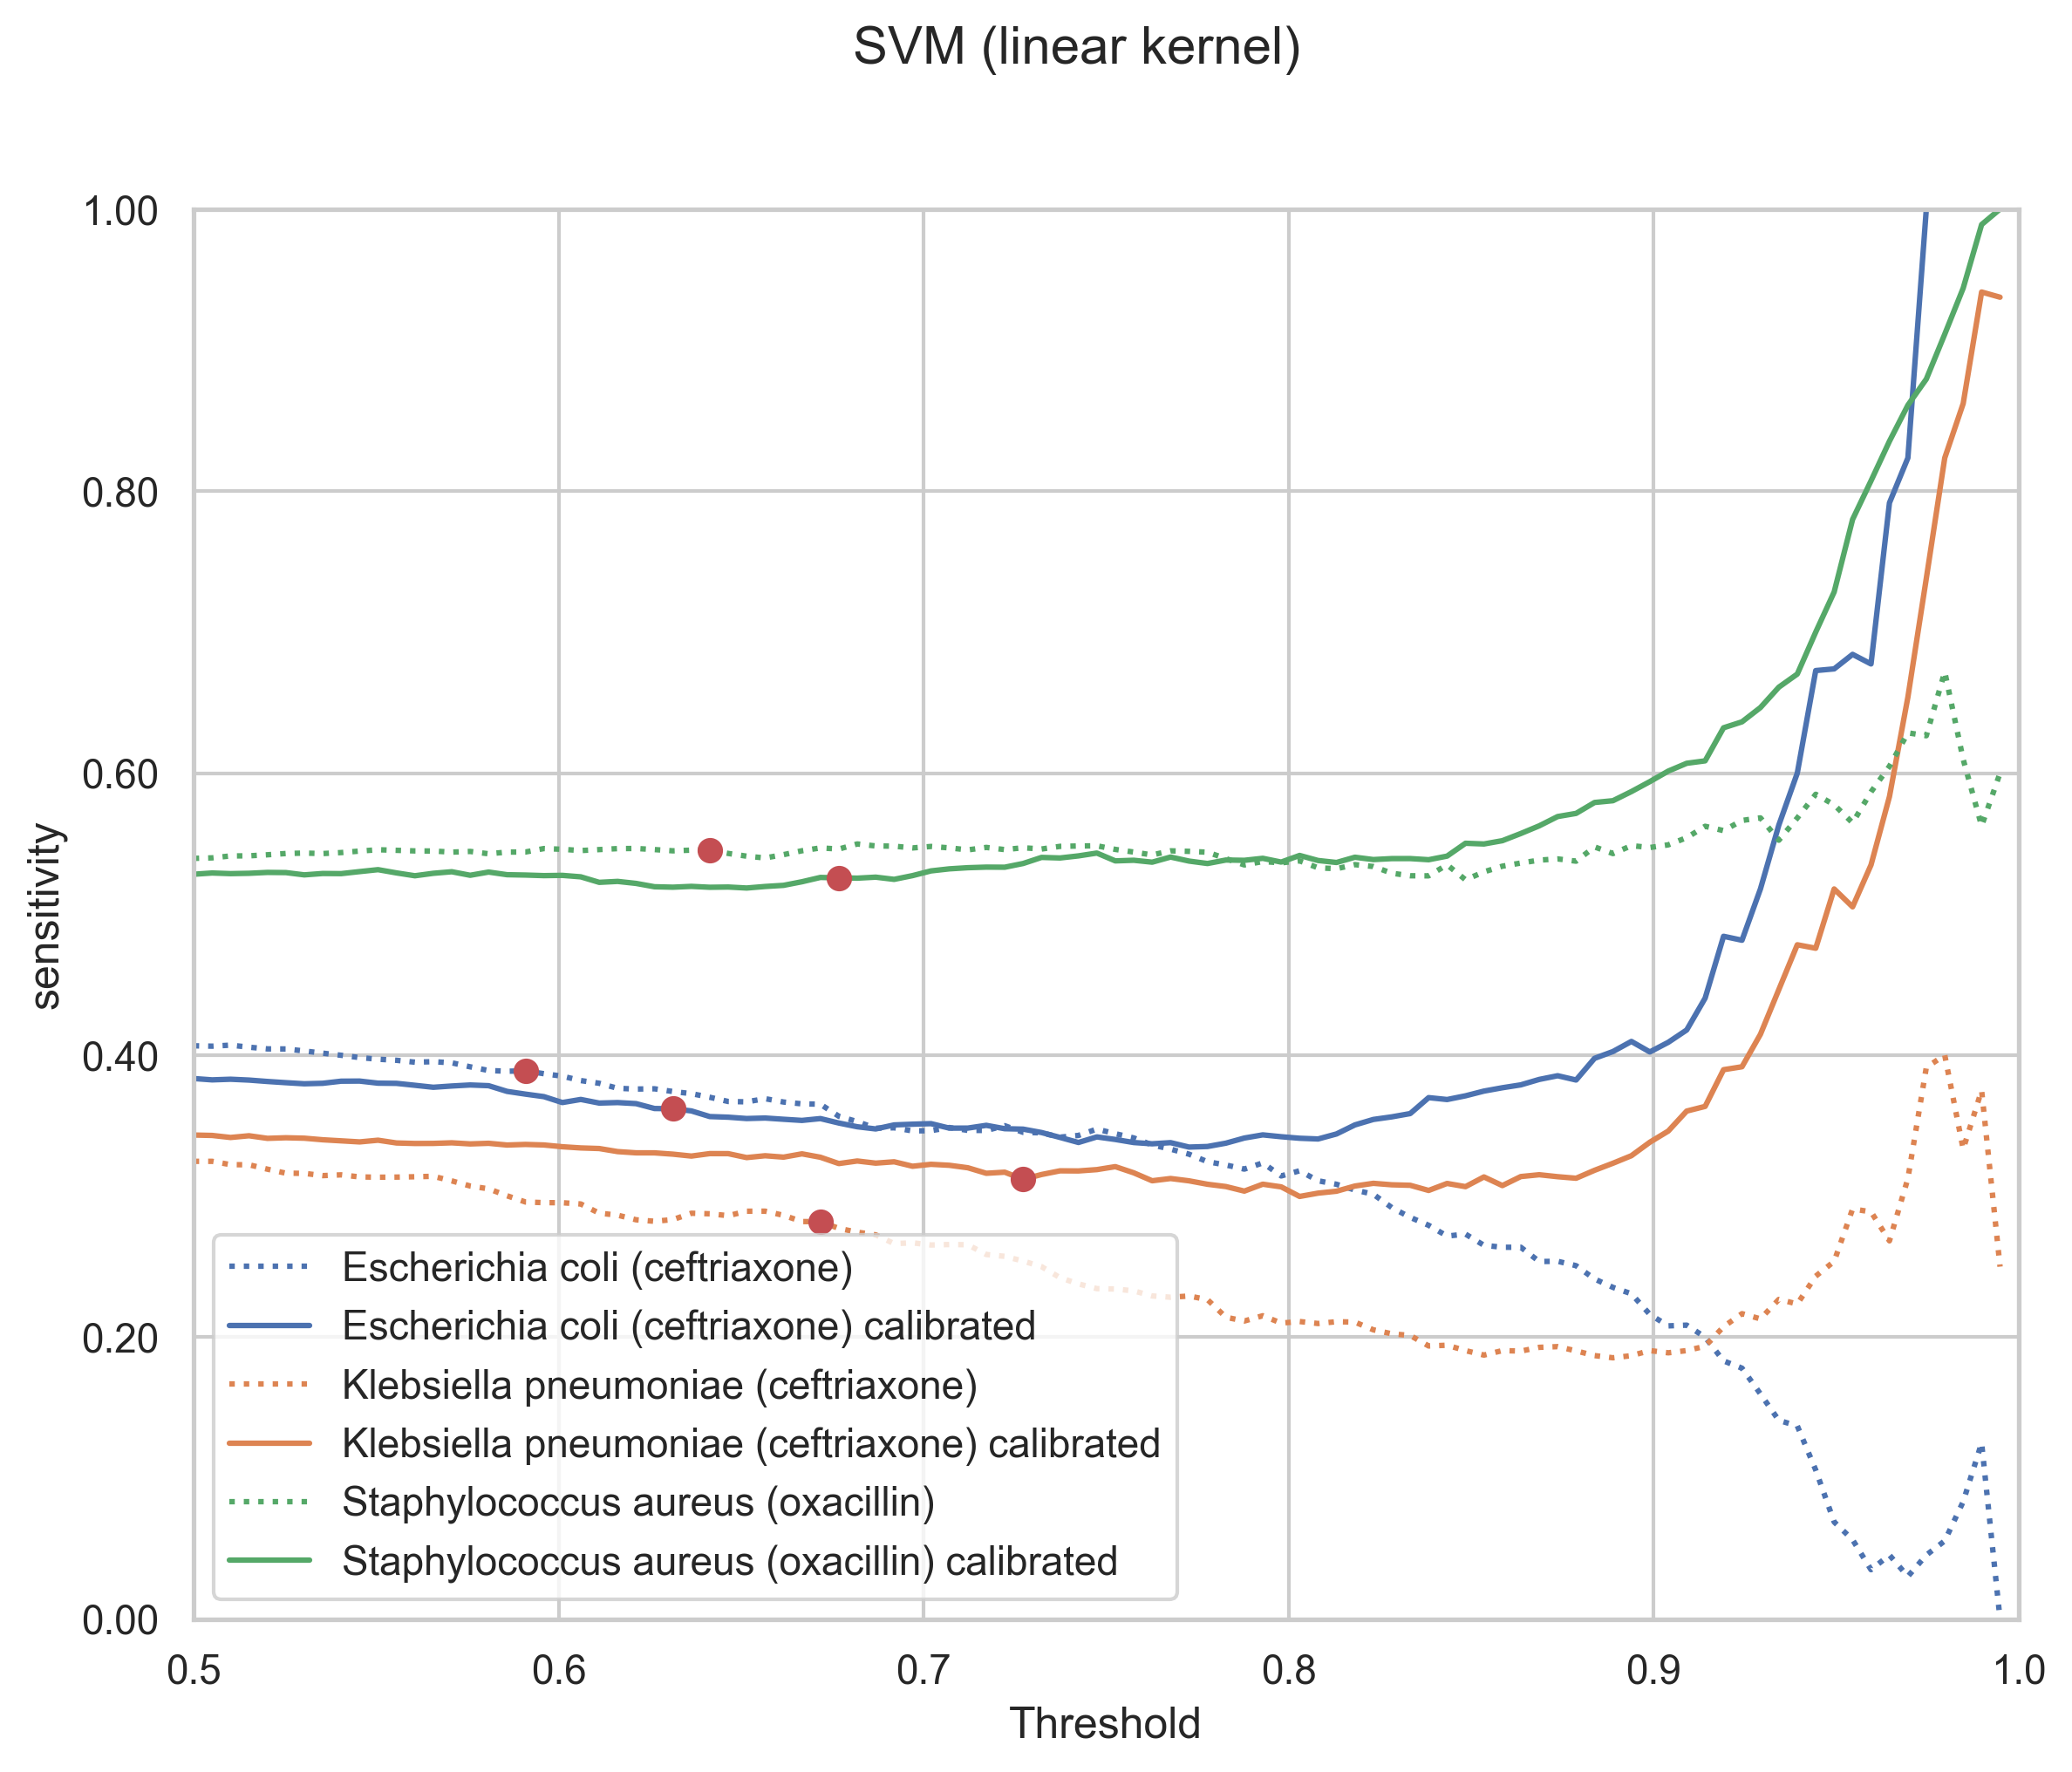 SVM (linear kernel)
1.00
0.80
0.60
0.40
0.20
0.00
sensitivity
Escherichia coli (ceftriaxone)
Escherichia coli (ceftriaxone) calibrated
Klebsiella pneumoniae (ceftriaxone)
Klebsiella pneumoniae (ceftriaxone) calibrated
Staphylococcus aureus (oxacillin)
Staphylococcus aureus (oxacillin) calibrated
0.5 0.6 0.7 0.8 0.9 1.0
Threshold